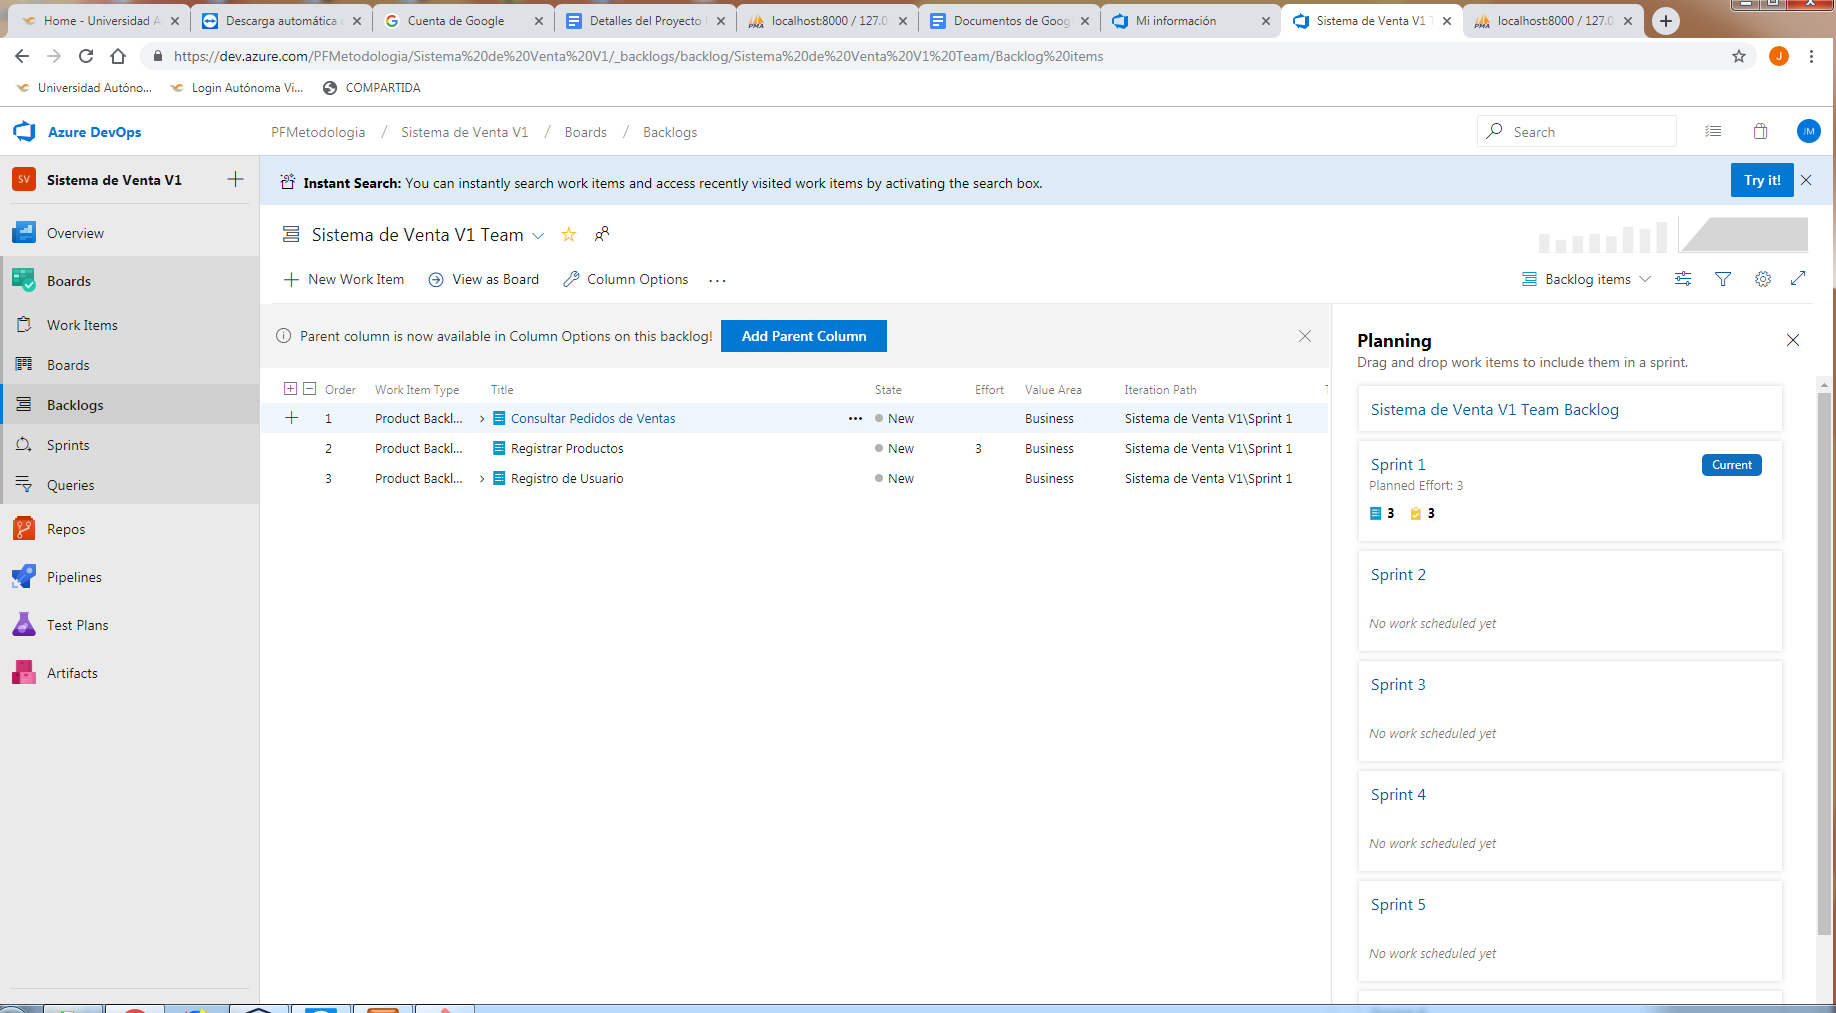 Home - Universidad A
Descarga automática
Cuenta de Google
Detalles del Proyecto
localhost:8000 / 127.0
Documentos de Goog
Mi información
Sistema de Venta V1 T
localhost:8000 / 127.0
https://dev.azure.com/PFMetodologia/Sistema%20de%20Venta%20V1/_backlogs/backlog/Sistema%20de%20Venta%20V1%20Team/Backlog%20items
J
Universidad Autóno...
Login Autónoma Vi...
COMPARTIDA
Azure DevOps
PFMetodologia / Sistema de Venta V1 / Boards / Backlogs
Search
JM
SV Sistema de Venta V1
Instant Search: You can instantly search work items and access recently visited work items by activating the search box.
Try it!
Overview
Boards
Work Items
Boards
Backlogs
Sprints
Queries
Repos
Pipelines
Test Plans
Artifacts
Sistema de Venta V1 Team
New Work Item
View as Board
Column Options
...
Backlog items
Parent column is now available in Column Options on this backlog!
Add Parent Column
Order Work Item Type Title State Effort Value Area Iteration Path
1 Product Backl... Consultar Pedidos de Ventas ... New Business Sistema de Venta V1\Sprint 1
2 Product Backl... Registrar Productos New 3 Business Sistema de Venta V1\Sprint 1
3 Product Backl... Registro de Usuario New Business Sistema de Venta V1\Sprint 1
Planning
Drag and drop work items to include them in a sprint.
Sistema de Venta V1 Team Backlog
Sprint 1
Current
Planned Effort: 3
3 3
Sprint 2
No work scheduled yet
Sprint 3
No work scheduled yet
Sprint 4
No work scheduled yet
Sprint 5
No work scheduled yet